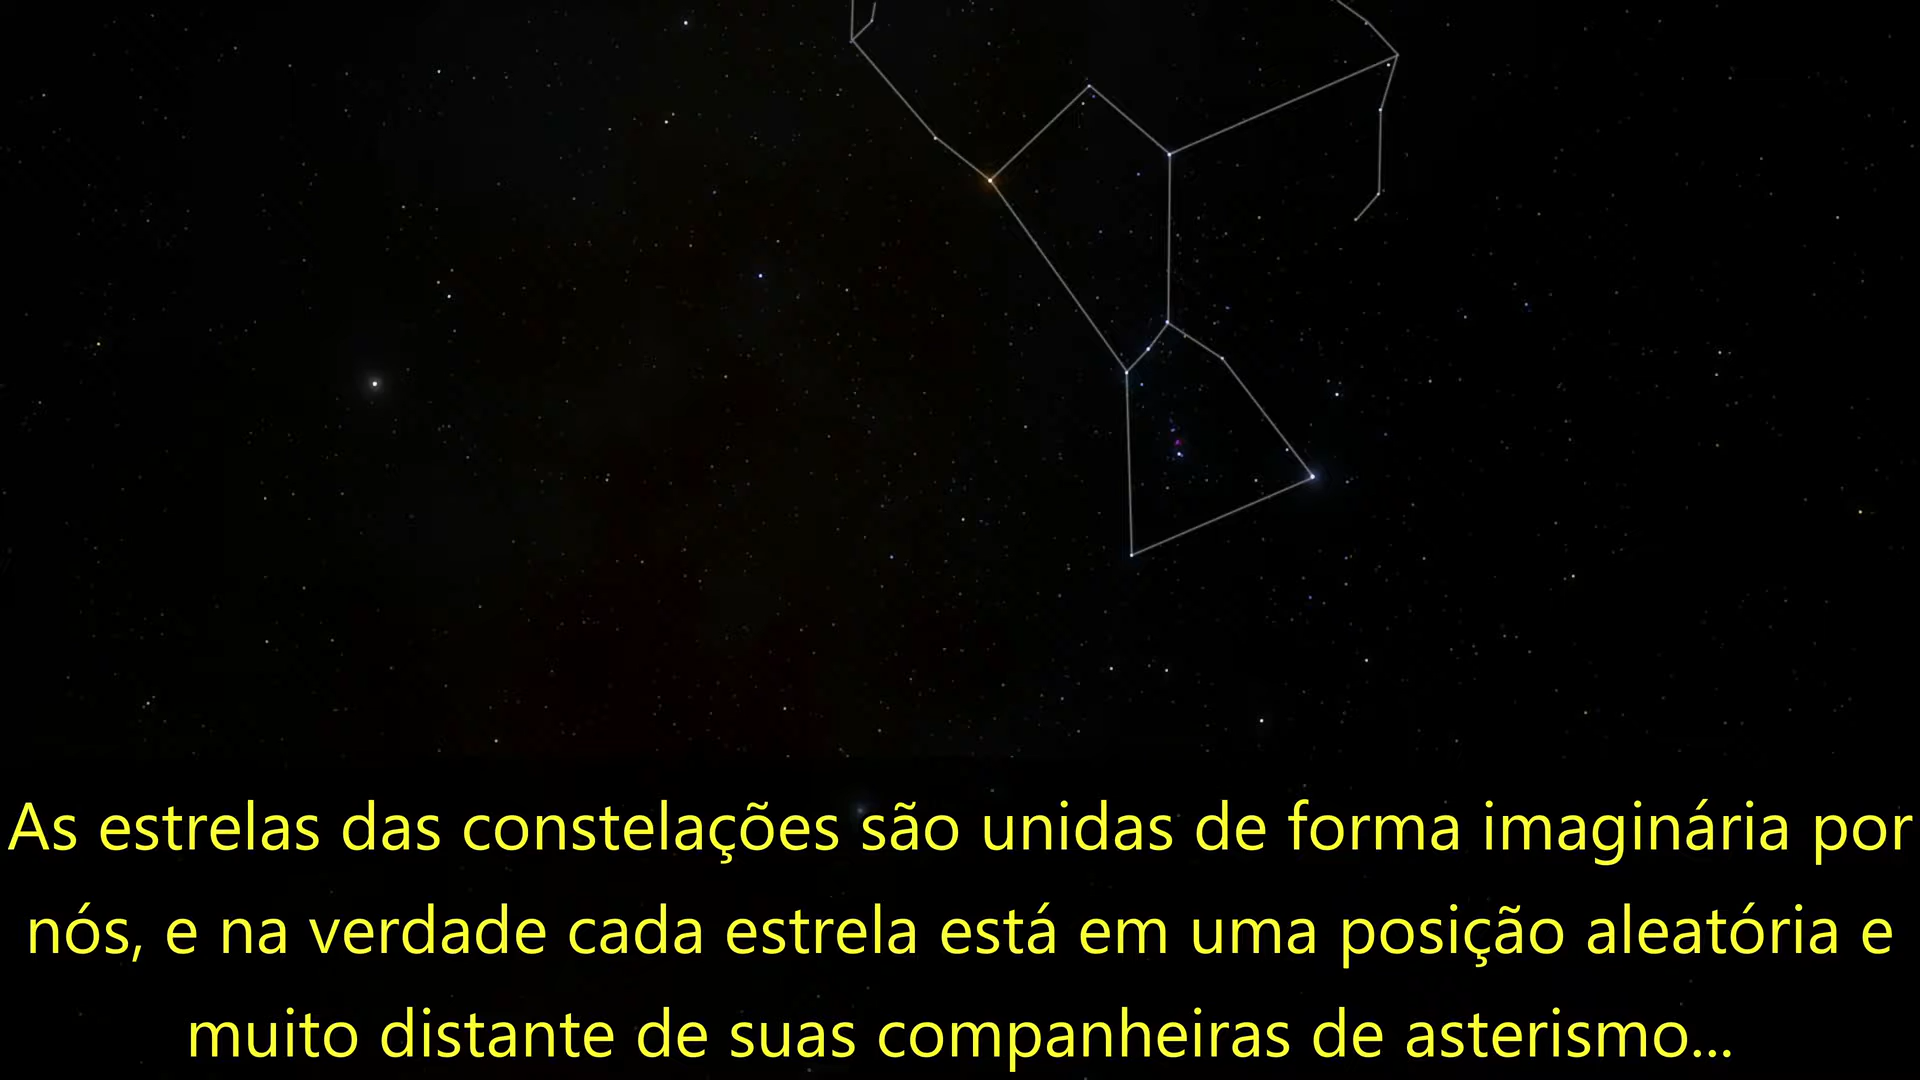 As estrelas das constelações são unidas de forma imaginária por
nós, e na verdade cada estrela está em uma posição aleatória e
muito distante de suas companheiras de asterismo...